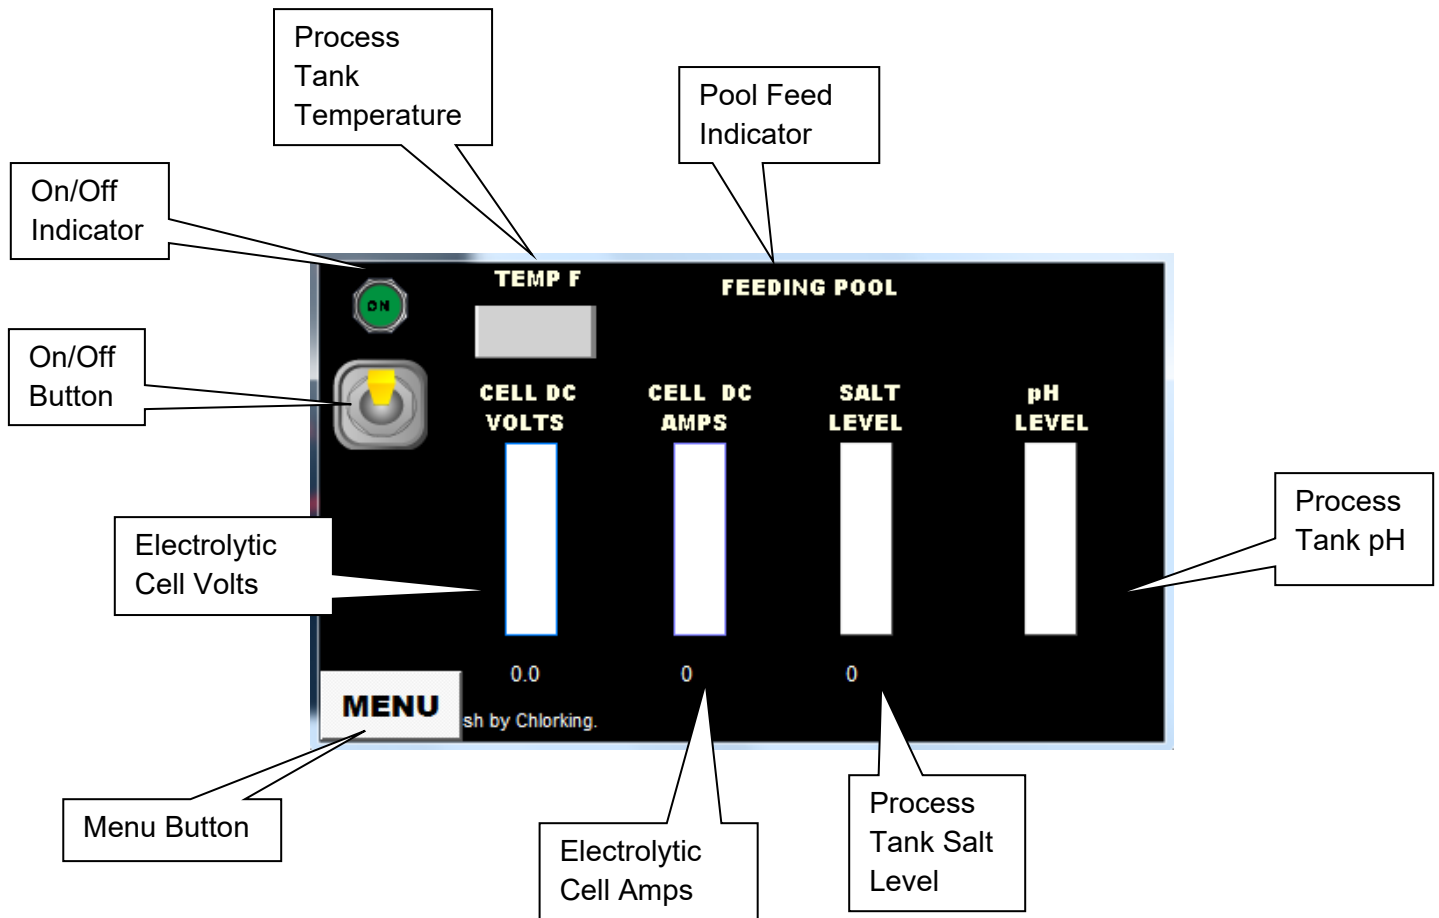 Process
Tank
Temperature
Pool Feed
Indicator
On/Off
Indicator
ON
TEMP F
FEEDING POOL
On/Off
Button
CELL DC
VOLTS
CELL DC
AMPS
SALT
LEVEL
pH
LEVEL
Process
Tank pH
Electrolytic
Cell Volts
0.0
0
0
MENU
sh by Chlorking.
Menu Button
Electrolytic
Cell Amps
Process
Tank Salt
Level